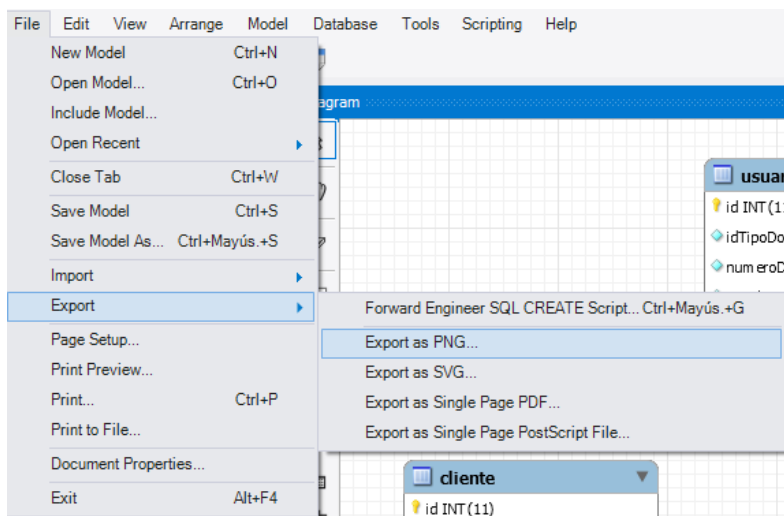 File Edit View Arrange Model Database Tools Scripting Help
New Model Ctrl+N
Open Model... Ctrl+O
Include Model...
Open Recent
Close Tab Ctrl+W
Save Model Ctrl+S
Save Model As... Ctrl+Mayús.+S
Import
Export
Page Setup...
Print Preview...
Print... Ctrl+P
Print to File...
Document Properties...
Exit Alt+F4
Forward Engineer SQL CREATE Script... Ctrl+Mayús.+G
Export as PNG...
Export as SVG...
Export as Single Page PDF...
Export as Single Page PostScript File...
agram
usuar
id INT(11
idTipoDo
numeroD
cliente
id INT(11)